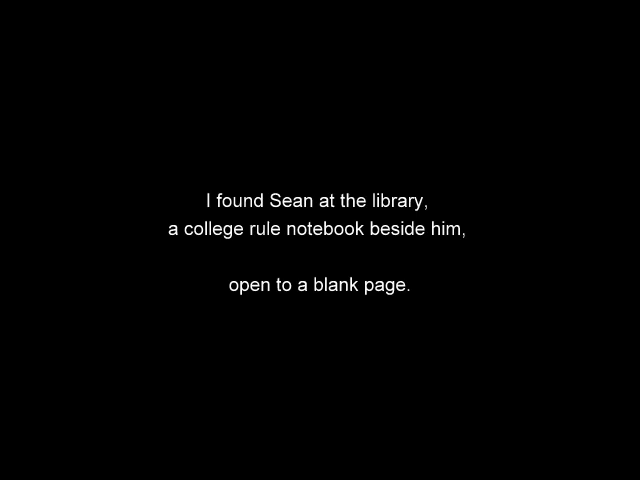 I found Sean at the library,
a college rule notebook beside him,
open to a blank page.